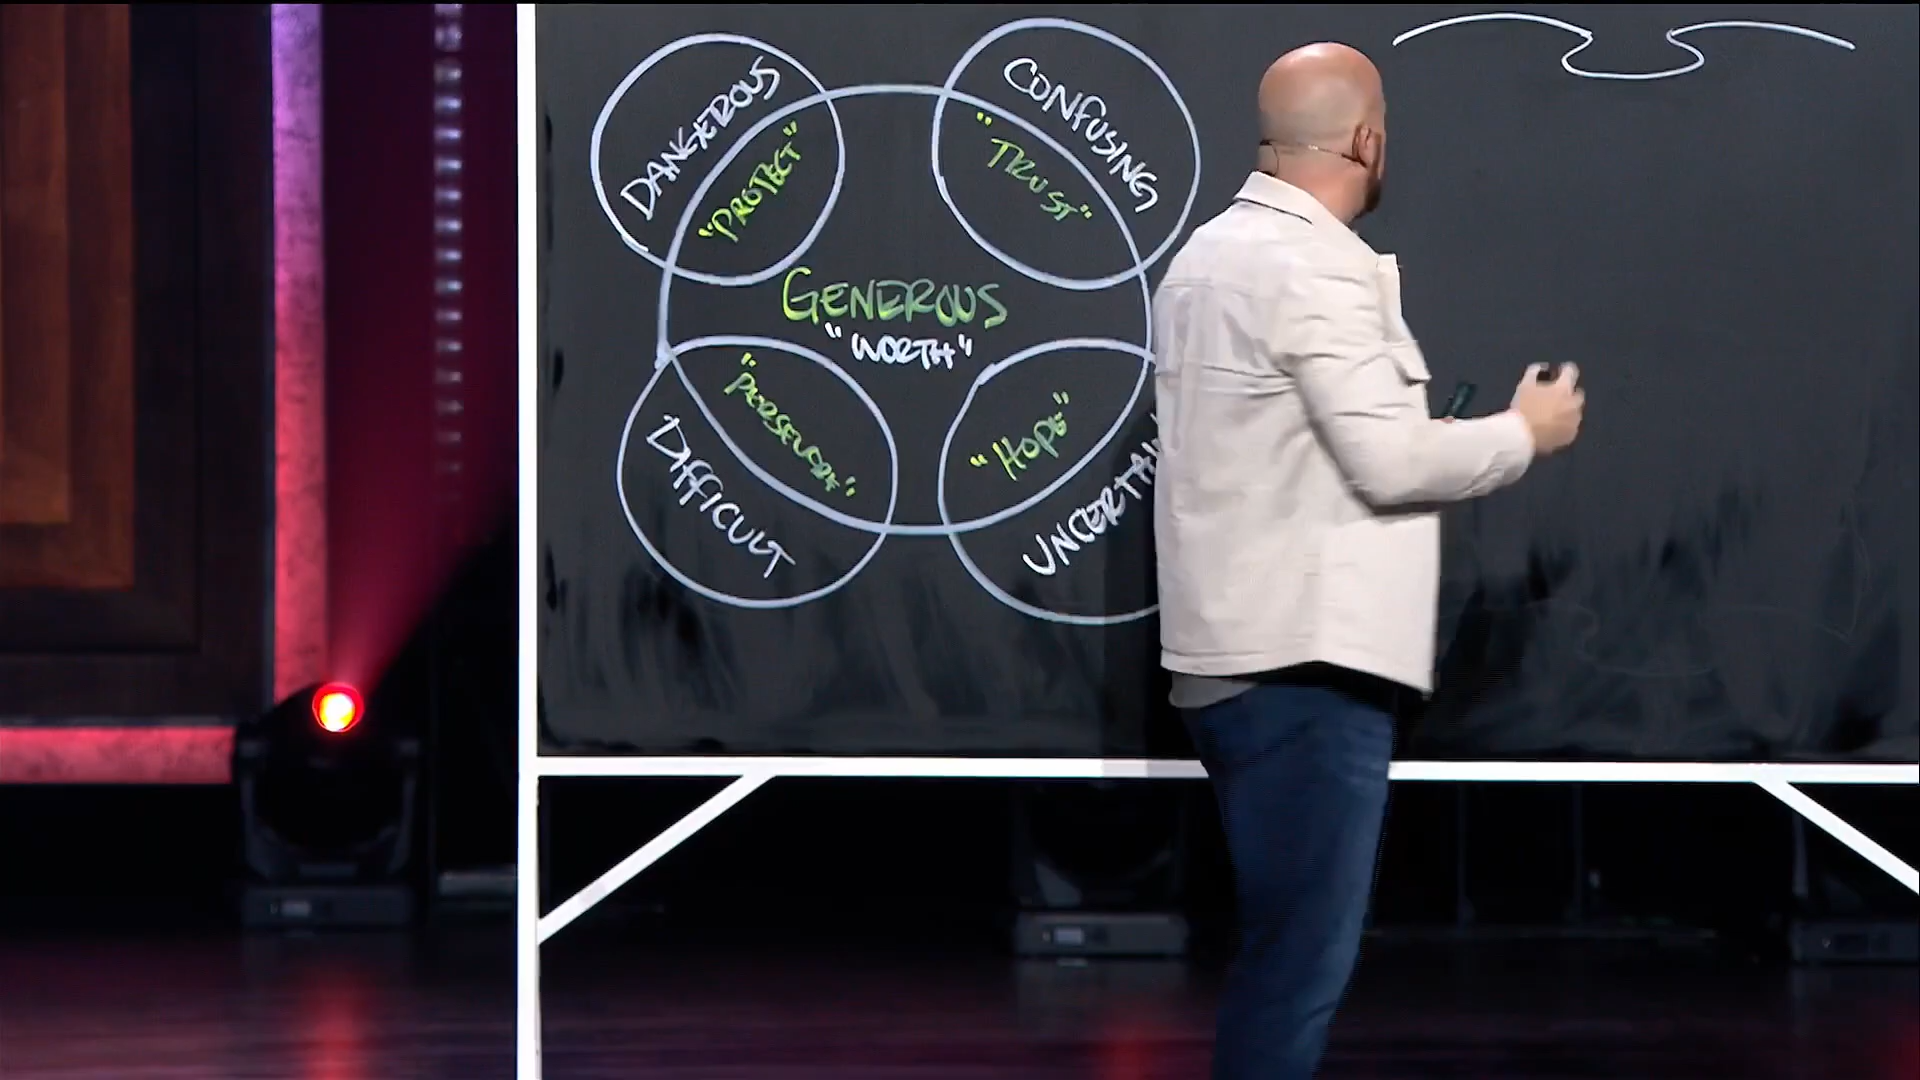 DANGEROUS
"PROTECT"
CONFUSING
"TRUST"
GENEROUS
"WORTH"
"PERSEVERE"
DIFFICULT
"HOPE"